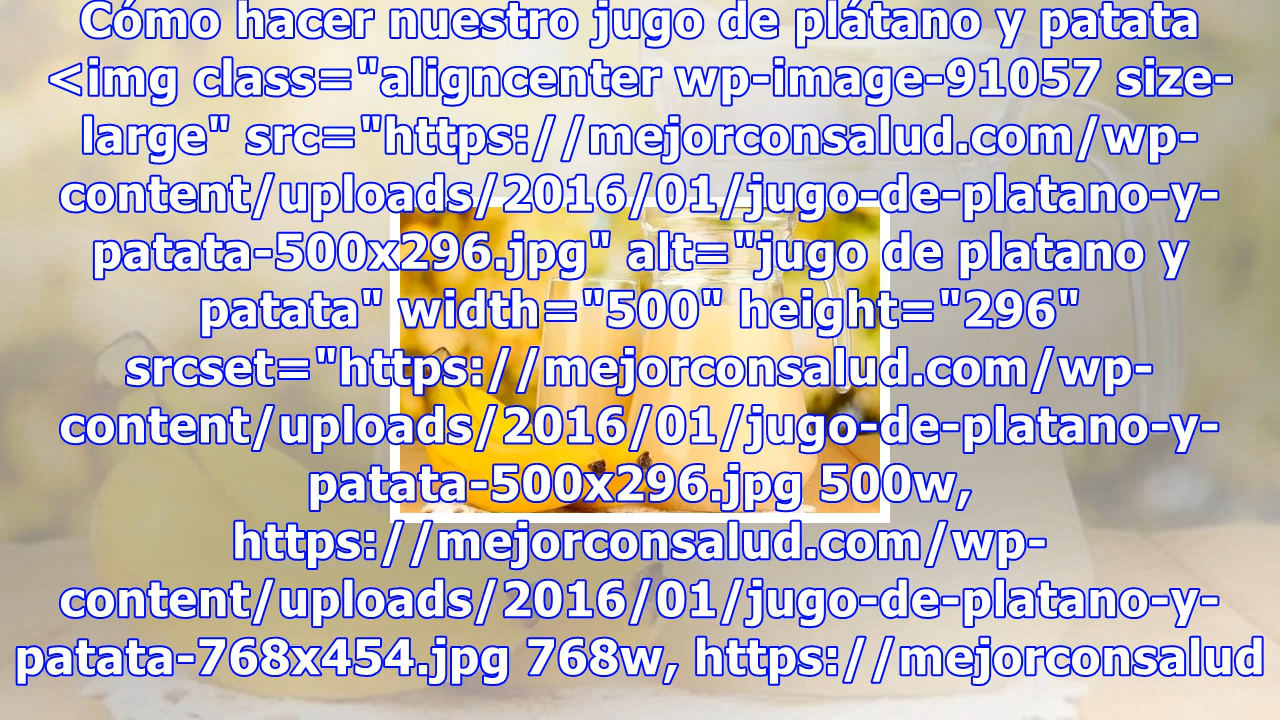 Cómo hacer nuestro jugo de plátano y patata
<img class="aligncenter wp-image-91057 size-
large" src="https://mejorconsalud.com/wp-
content/uploads/2016/01/jugo-de-platano-y-
patata-500x296.jpg" alt="jugo de platano y
patata" width="500" height="296"
srcset="https://mejorconsalud.com/wp-
content/uploads/2016/01/jugo-de-platano-y-
patata-500x296.jpg 500w,
https://mejorconsalud.com/wp-
content/uploads/2016/01/jugo-de-platano-y-
patata-768x454.jpg 768w, https://mejorconsalud